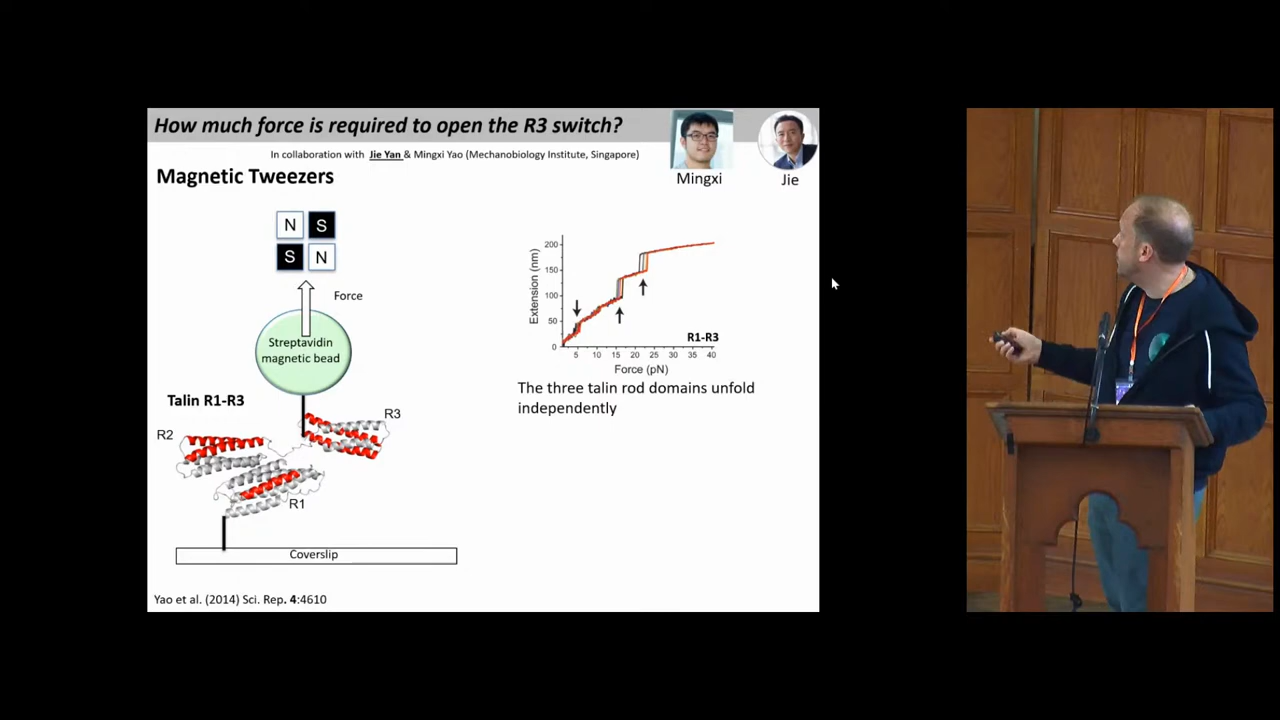 How much force is required to open the R3 switch?
In collaboration with Jie Yan & Mingxi Yao (Mechanobiology Institute, Singapore)
Mingxi
Jie
Magnetic Tweezers
N S
S N
Force
Streptavidin
magnetic bead
Talin R1-R3
R3
R2
R1
Coverslip
Extension (nm)
200
150
100
50
0
5 10 15 20 25 30 35 40
R1-R3
Force (pN)
The three talin rod domains unfold
independently
Yao et al. (2014) Sci. Rep. 4:4610